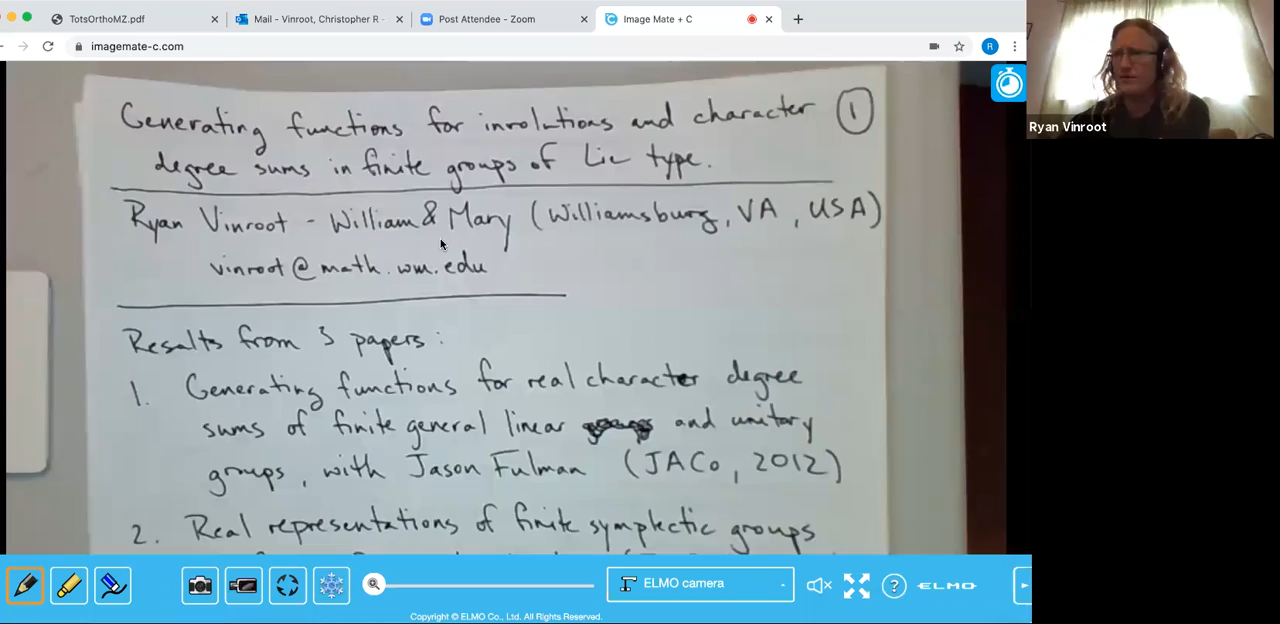 TotsOrthoMZ.pdf
Mail - Vinroot, Christopher R -
Post Attendee - Zoom
Image Mate + C
imagemate-c.com
R
Ryan Vinroot
Generating functions for involutions and character 1
degree sums in finite groups of Lie type.
Ryan Vinroot - William & Mary (Williamsburg, VA, USA)
vinroot@math.wm.edu
Results from 3 papers:
1. Generating functions for real character degree
sums of finite general linear and unitary
groups, with Jason Fulman (JACo, 2012)
2. Real representations of finite symplectic groups
ELMO camera
? ELMO
Copyright © ELMO Co., Ltd. All Rights Reserved.